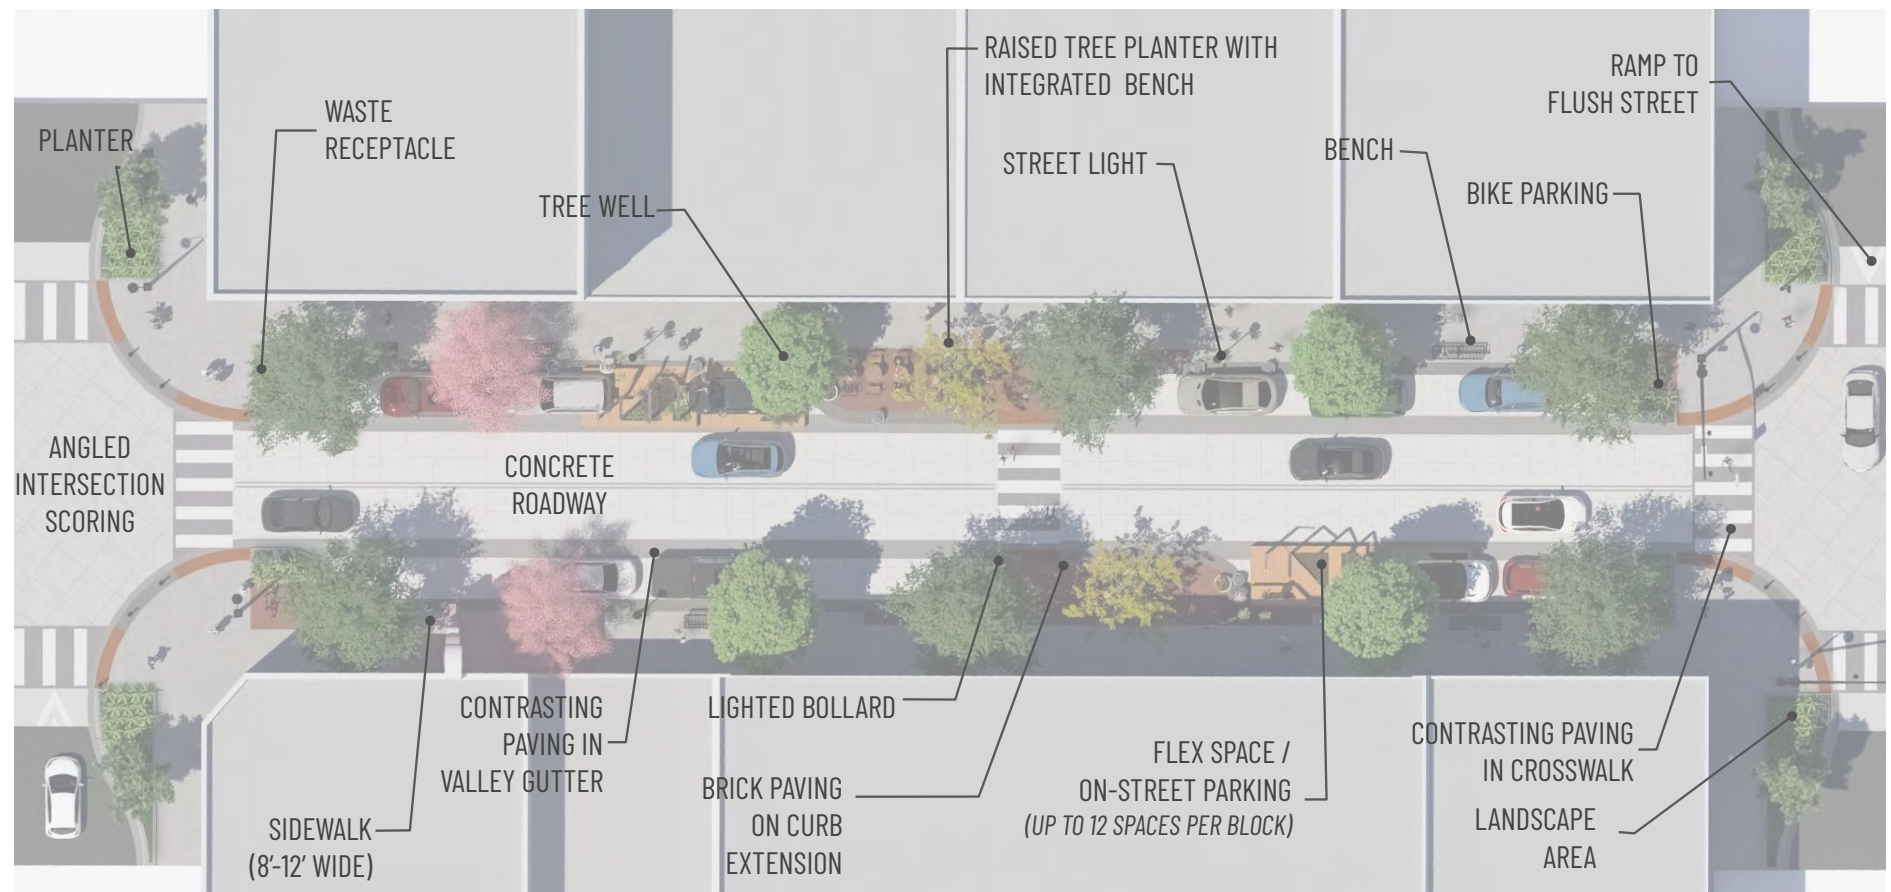 RAISED TREE PLANTER WITH
INTEGRATED BENCH
RAMP TO
FLUSH STREET
WASTE
RECEPTACLE
PLANTER
STREET LIGHT
BENCH
BIKE PARKING
TREE WELL
ANGLED
INTERSECTION
SCORING
CONCRETE
ROADWAY
CONTRASTING
PAVING IN
VALLEY GUTTER
LIGHTED BOLLARD
SIDEWALK
(8'-12' WIDE)
BRICK PAVING
ON CURB
EXTENSION
FLEX SPACE /
ON-STREET PARKING
(UP TO 12 SPACES PER BLOCK)
CONTRASTING PAVING
IN CROSSWALK
LANDSCAPE
AREA